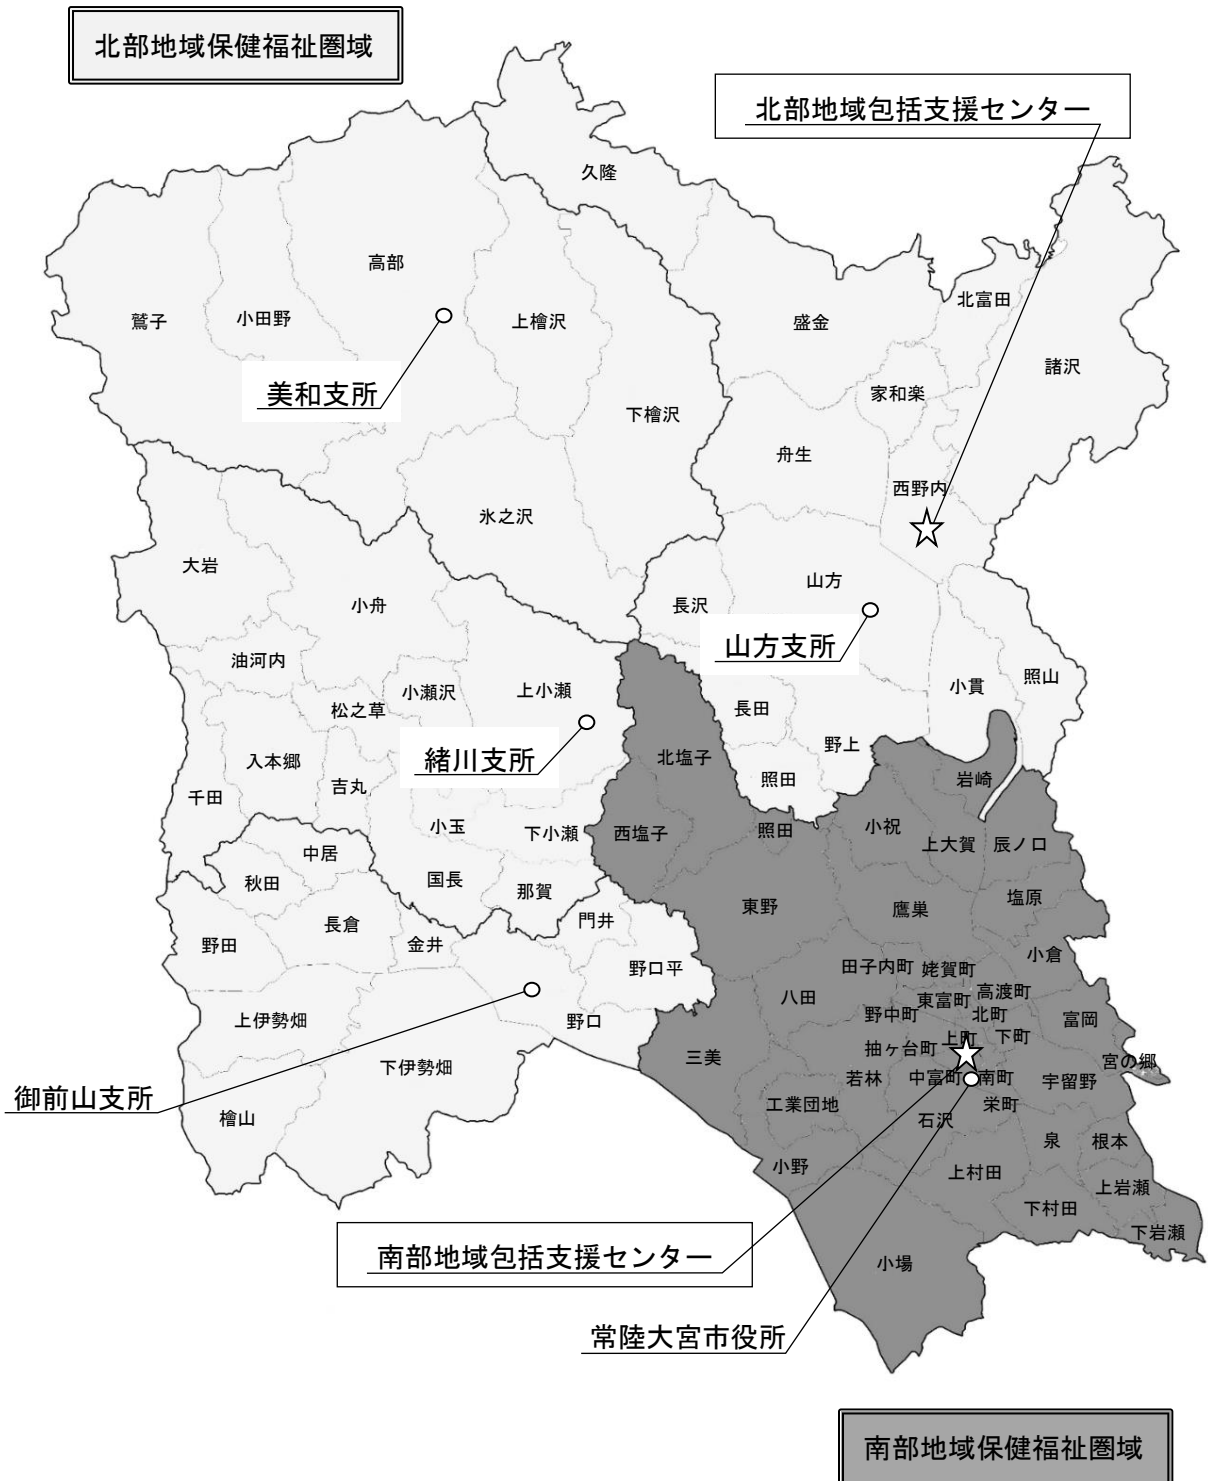 北部地域保健福祉圏域
北部地域包括支援センター
久隆
高部
北富田
鷲子
小田野
上檜沢
盛金
諸沢
美和支所
家和楽
下檜沢
舟生
西野内
氷之沢
大岩
山方
小舟
長沢
山方支所
油河内
小瀬沢
上小瀬
小貫
照山
松之草
長田
緒川支所
野上
北塩子
入本郷
吉丸
照田
岩崎
千田
小玉
下小瀬
西塩子
照田
小祝
上大賀
辰ノ口
中居
秋田
国長
那賀
東野
鷹巣
塩原
長倉
門井
野田
金井
小倉
野口平
田子内町
姥賀町
八田
東富町
高渡町
上伊勢畑
野口
野中町
北町
富岡
上町
下町
抽ヶ台町
三美
下伊勢畑
宮の郷
若林
中富町
南町
宇留野
御前山支所
檜山
工業団地
栄町
石沢
泉
根本
小野
上村田
上岩瀬
下村田
下岩瀬
南部地域包括支援センター
小場
常陸大宮市役所
南部地域保健福祉圏域